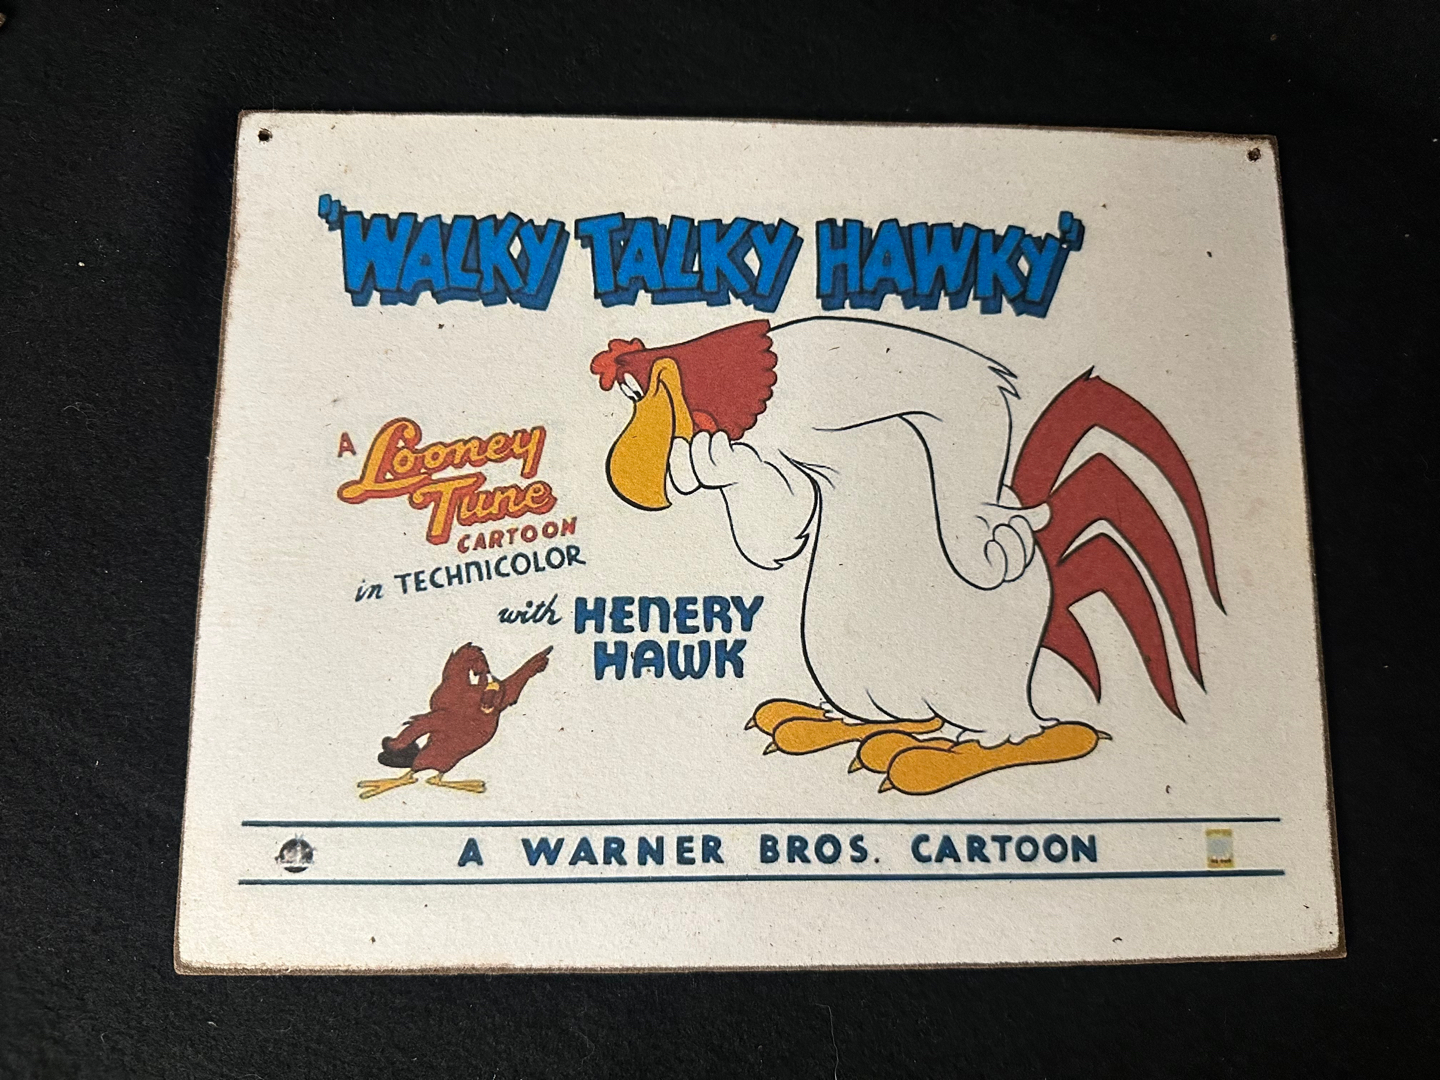 "WALKY TALKY HAWKY"
A Looney
Tune
CARTOON
in TECHNICOLOR
with HENERY
HAWK
A WARNER BROS. CARTOON